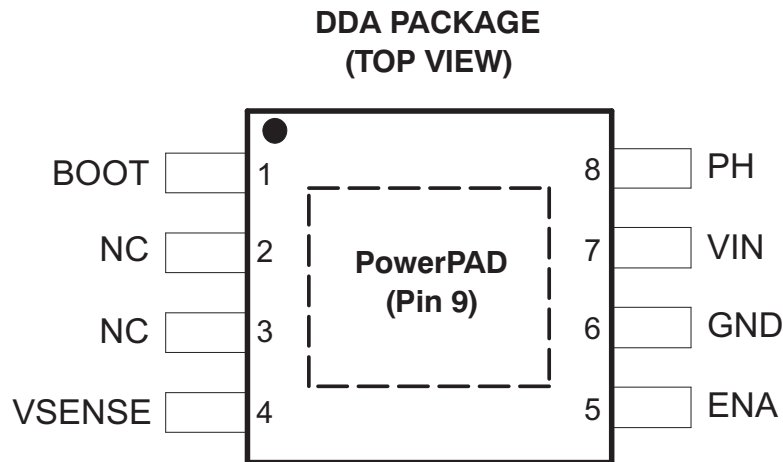 DDA PACKAGE
(TOP VIEW)
BOOT 1 8 PH
NC 2 7 VIN
NC 3 6 GND
VSENSE 4 5 ENA
PowerPAD
(Pin 9)